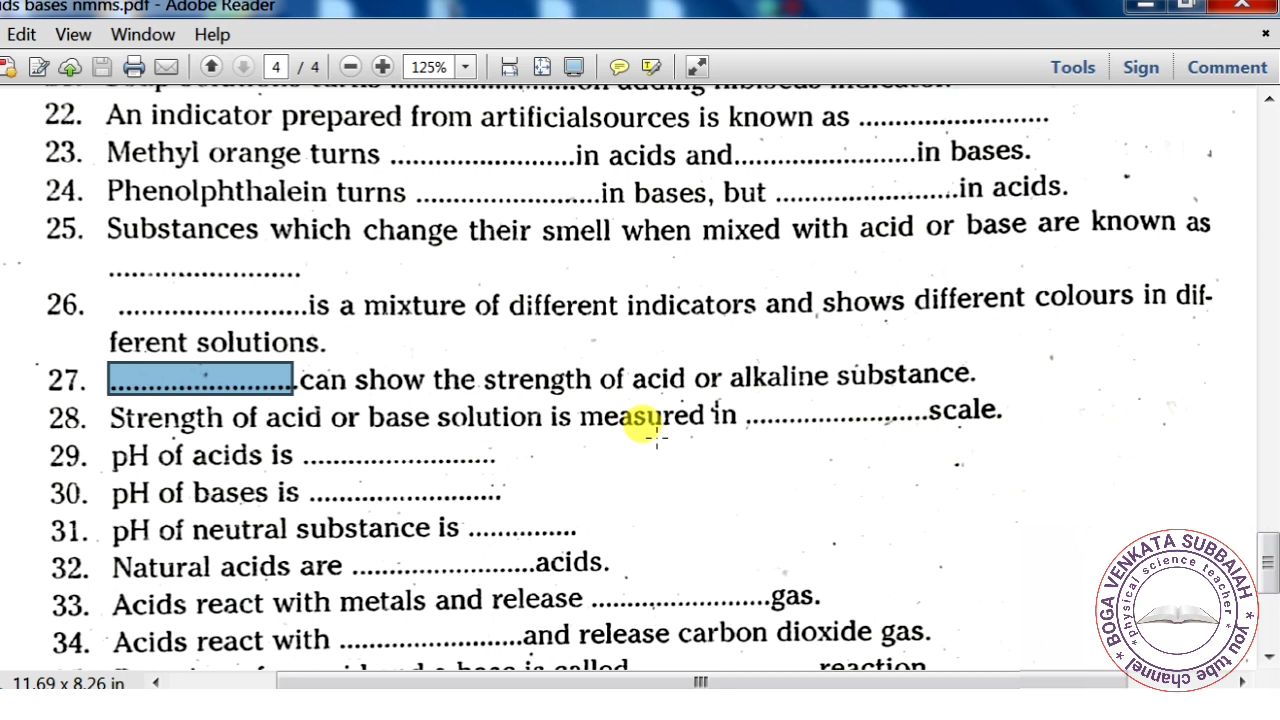 ids bases nmms.pdf - Adobe Reader
Edit View Window Help
4 / 4 125% Tools Sign Comment
22. An indicator prepared from artificialsources is known as .........................
23. Methyl orange turns ........................in acids and........................in bases.
24. Phenolphthalein turns ........................in bases, but ........................in acids.
25. Substances which change their smell when mixed with acid or base are known as
.........................
26. .........................is a mixture of different indicators and shows different colours in dif-
ferent solutions.
27. .........................can show the strength of acid or alkaline substance.
28. Strength of acid or base solution is measured in ........................scale.
29. pH of acids is .........................
30. pH of bases is .........................
31. pH of neutral substance is ..............
32. Natural acids are ........................acids.
33. Acids react with metals and release ........................gas.
34. Acids react with ........................and release carbon dioxide gas.
reaction
11.69 x 8.26 in
BOGA VENKATA SUBBAIAH
*physical science teacher*
* you tube channel *